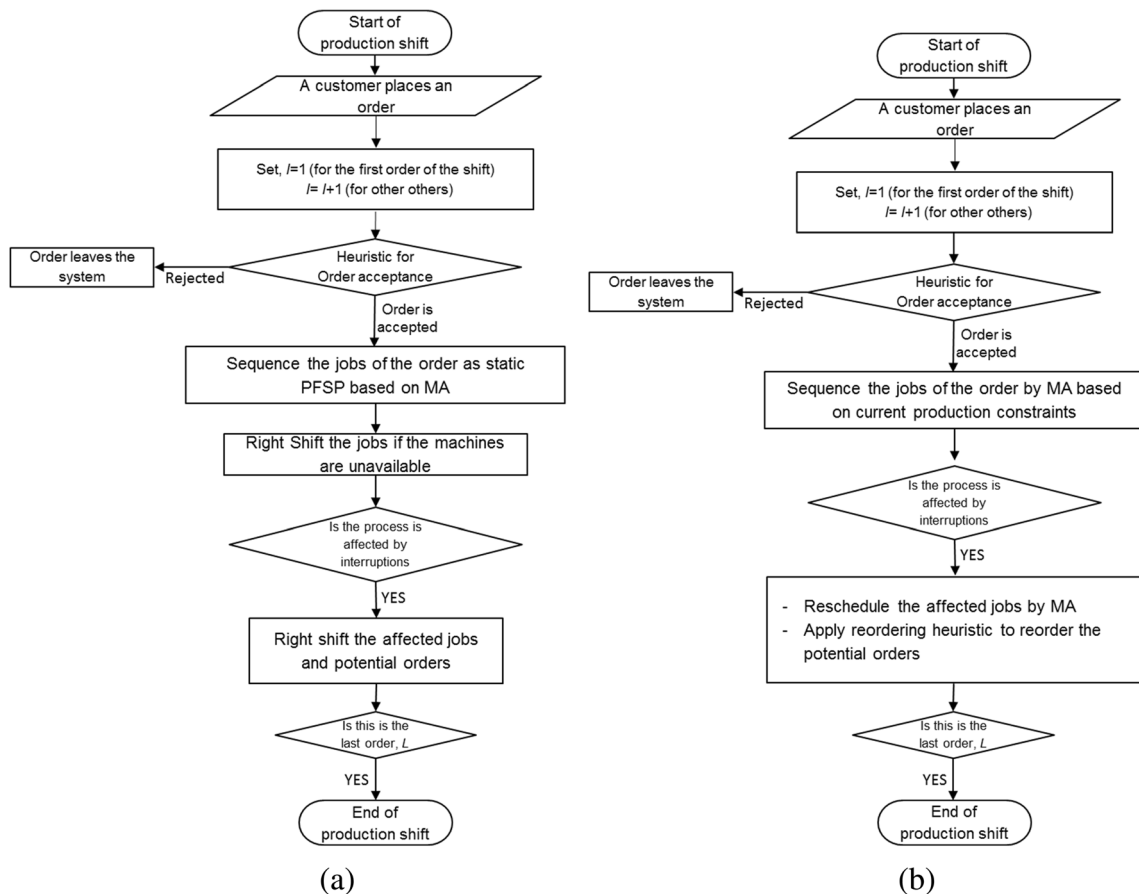 Start of
production shift
A customer places an
order
Set, l=1 (for the first order of the shift)
l= l+1 (for other others)
Heuristic for
Order acceptance
Rejected
Order leaves the
system
Order is
accepted
Sequence the jobs of the order as static
PFSP based on MA
Right Shift the jobs if the machines
are unavailable
Is the process is
affected by
interruptions
YES
Right shift the affected jobs
and potential orders
Is this is the
last order, L
YES
End of
production shift
(a)
Start of
production shift
A customer places an
order
Set, l=1 (for the first order of the shift)
l= l+1 (for other others)
Heuristic for
Order acceptance
Rejected
Order leaves the
system
Order is
accepted
Sequence the jobs of the order by MA based
on current production constraints
Is the process is
affected by
interruptions
YES
- Reschedule the affected jobs by MA
- Apply reordering heuristic to reorder the
potential orders
Is this is the
last order, L
YES
End of
production shift
(b)